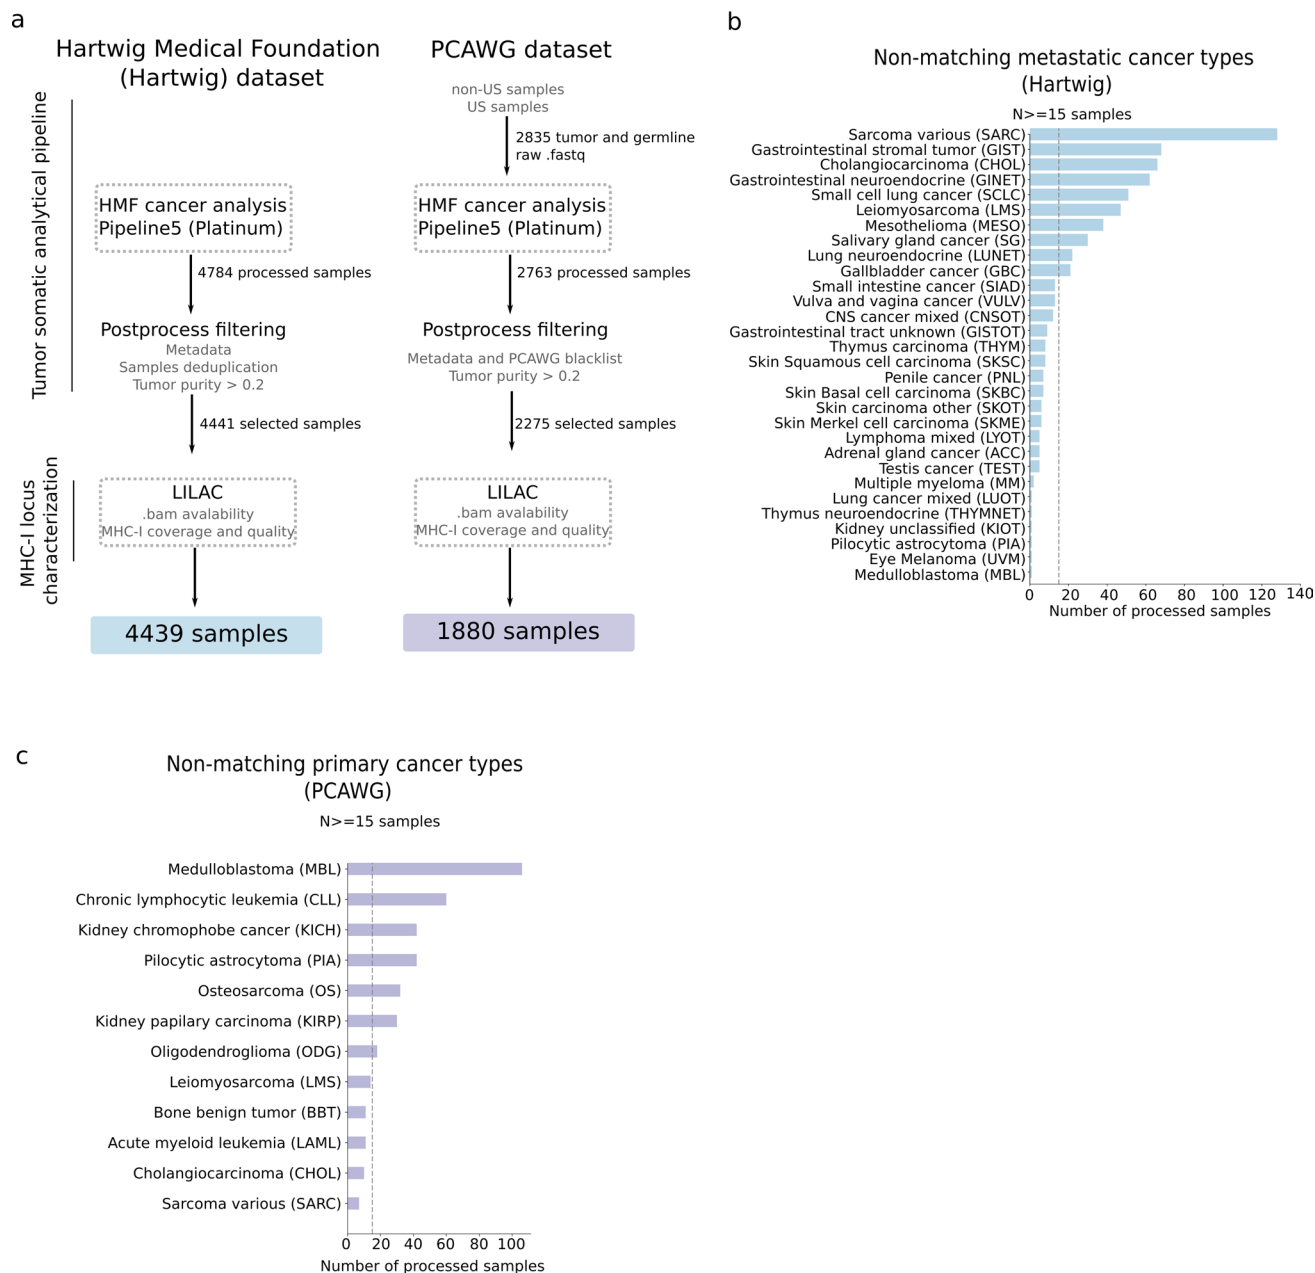 a
Hartwig Medical Foundation
(Hartwig) dataset
PCAWG dataset
non-US samples
US samples
2835 tumor and germline
raw .fastq
Tumor somatic analytical pipeline
HMF cancer analysis
Pipeline5 (Platinum)
HMF cancer analysis
Pipeline5 (Platinum)
4784 processed samples
2763 processed samples
Postprocess filtering
Metadata
Samples deduplication
Tumor purity > 0.2
Postprocess filtering
Metadata and PCAWG blacklist
Tumor purity > 0.2
4441 selected samples
2275 selected samples
MHC-I locus
characterization
LILAC
.bam avalability
MHC-I coverage and quality
LILAC
.bam avalability
MHC-I coverage and quality
4439 samples
1880 samples
b
Non-matching metastatic cancer types
(Hartwig)
N>=15 samples
Sarcoma various (SARC)
Gastrointestinal stromal tumor (GIST)
Cholangiocarcinoma (CHOL)
Gastrointestinal neuroendocrine (GINET)
Small cell lung cancer (SCLC)
Leiomyosarcoma (LMS)
Mesothelioma (MESO)
Salivary gland cancer (SG)
Lung neuroendocrine (LUNET)
Gallbladder cancer (GBC)
Small intestine cancer (SIAD)
Vulva and vagina cancer (VULV)
CNS cancer mixed (CNSOT)
Gastrointestinal tract unknown (GISTOT)
Thymus carcinoma (THYM)
Skin Squamous cell carcinoma (SKSC)
Penile cancer (PNL)
Skin Basal cell carcinoma (SKBC)
Skin carcinoma other (SKOT)
Skin Merkel cell carcinoma (SKME)
Lymphoma mixed (LYOT)
Adrenal gland cancer (ACC)
Testis cancer (TEST)
Multiple myeloma (MM)
Lung cancer mixed (LUOT)
Thymus neuroendocrine (THYMNET)
Kidney unclassified (KIOT)
Pilocytic astrocytoma (PIA)
Eye Melanoma (UVM)
Medulloblastoma (MBL)
0 20 40 60 80 100 120 140
Number of processed samples
c
Non-matching primary cancer types
(PCAWG)
N>=15 samples
Medulloblastoma (MBL)
Chronic lymphocytic leukemia (CLL)
Kidney chromophobe cancer (KICH)
Pilocytic astrocytoma (PIA)
Osteosarcoma (OS)
Kidney papilary carcinoma (KIRP)
Oligodendroglioma (ODG)
Leiomyosarcoma (LMS)
Bone benign tumor (BBT)
Acute myeloid leukemia (LAML)
Cholangiocarcinoma (CHOL)
Sarcoma various (SARC)
0 20 40 60 80 100
Number of processed samples